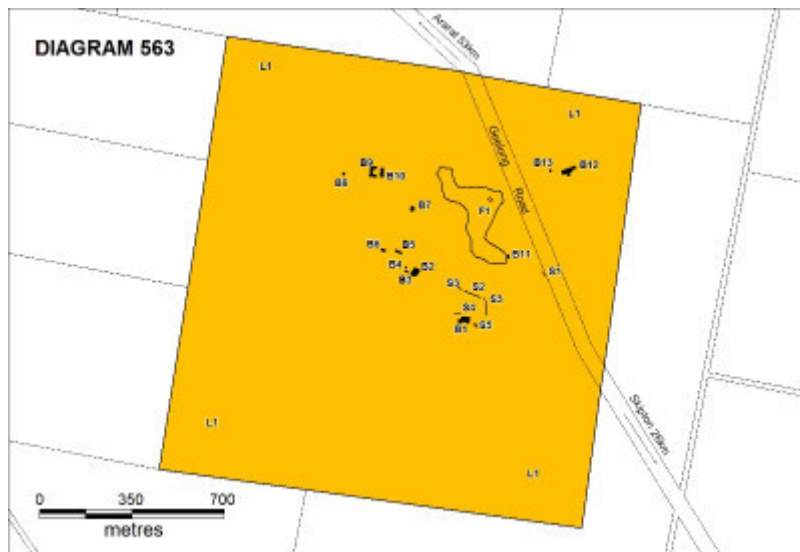 DIAGRAM 563
Ararat 53km
L1
L1
Geelong Road
B9
B10
B8
B13
B12
B7
F1
B6
B5
B11
B4
B2
B3
S1
S3
S2
S3
S4
B1
S5
Skipton 26km
L1
L1
0 350 700
metres